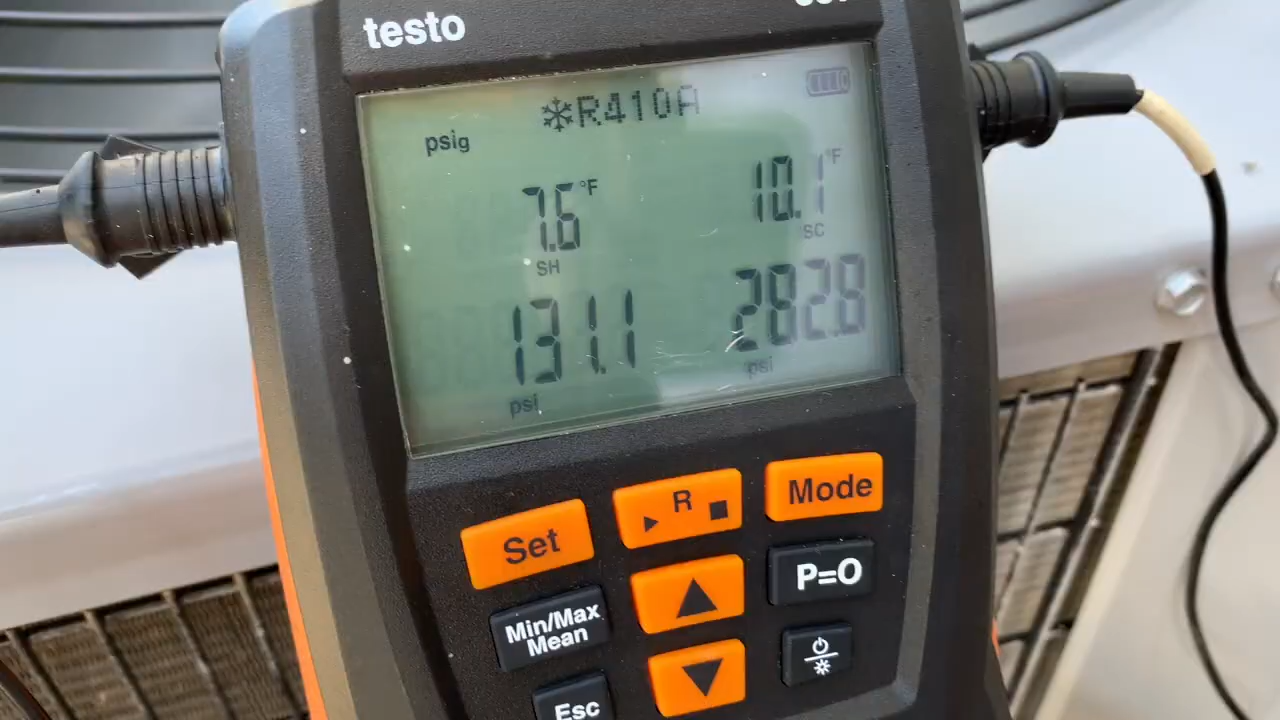 testo
R410A
psig
7.6 °F
10.1 °F
SH
SC
131.1
282.8
psi
psi
Set
R
Mode
Min/Max
Mean
P=0
Esc